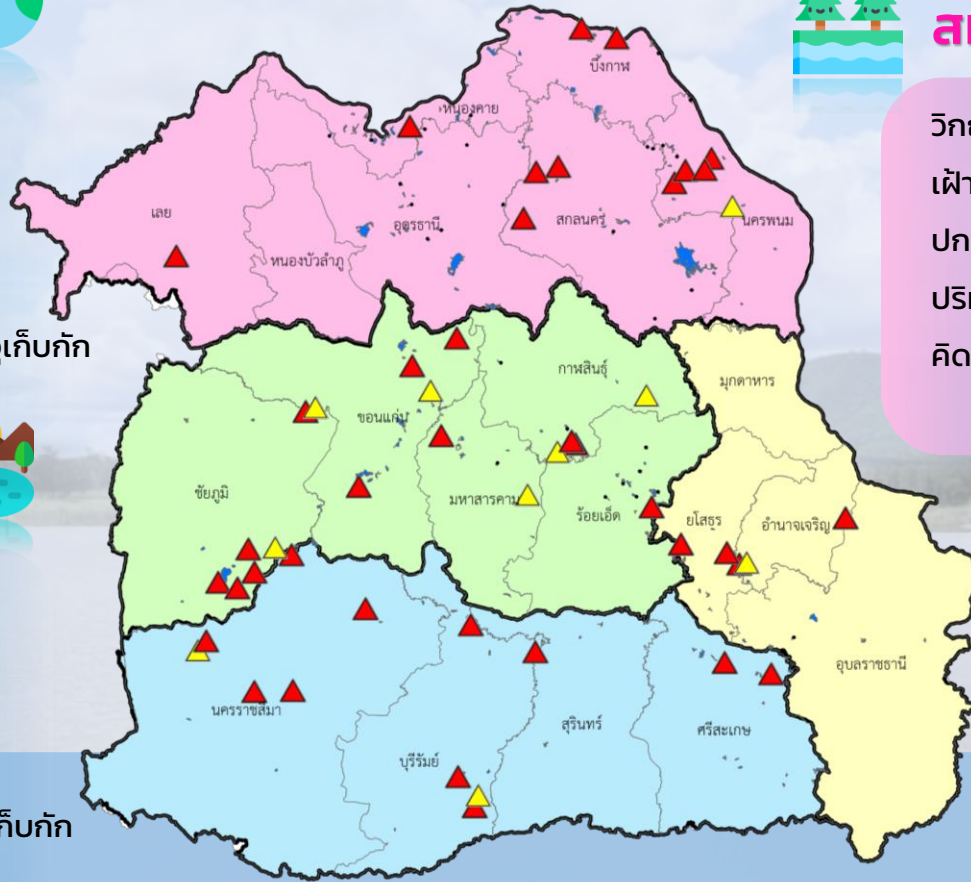 บึงกาฬ
หนองคาย
เลย
อุดรธานี
สกลนคร
นครพนม
หนองบัวลำภู
เก็บกัก
กาฬสินธุ์
มุกดาหาร
ขอนแก่น
ชัยภูมิ
มหาสารคาม
ร้อยเอ็ด
ยโสธร
อำนาจเจริญ
อุบลราชธานี
นครราชสีมา
สุรินทร์
ศรีสะเกษ
บุรีรัมย์
ก็บกัก
เฝ้า
ปก
คิด